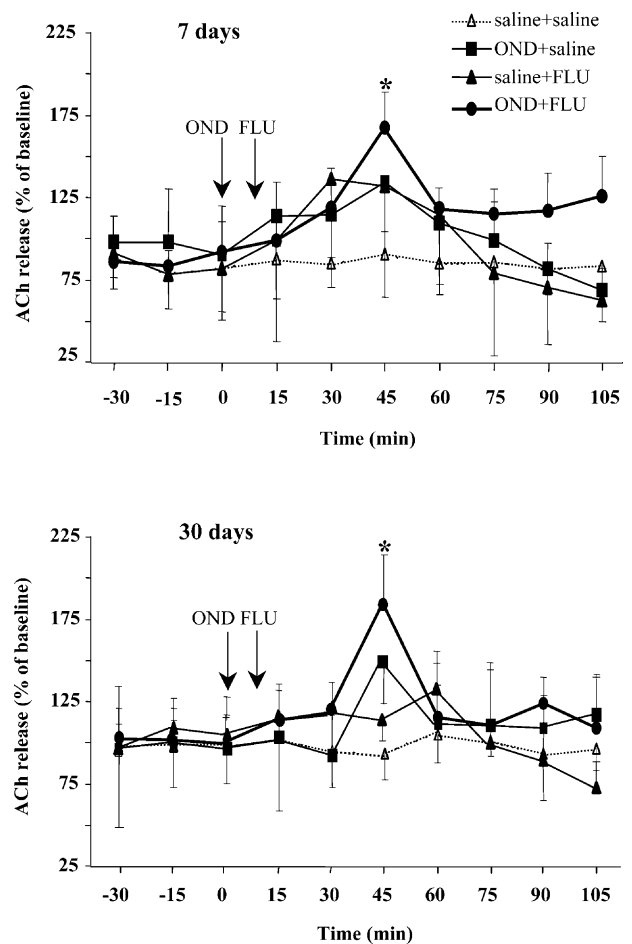 225
7 days
saline+saline
OND+saline
saline+FLU
OND+FLU
*
175
OND FLU
125
75
25
ACh release (% of baseline)
-30 -15 0 15 30 45 60 75 90 105
Time (min)
225
30 days
*
175
OND FLU
125
75
25
ACh release (% of baseline)
-30 -15 0 15 30 45 60 75 90 105
Time (min)